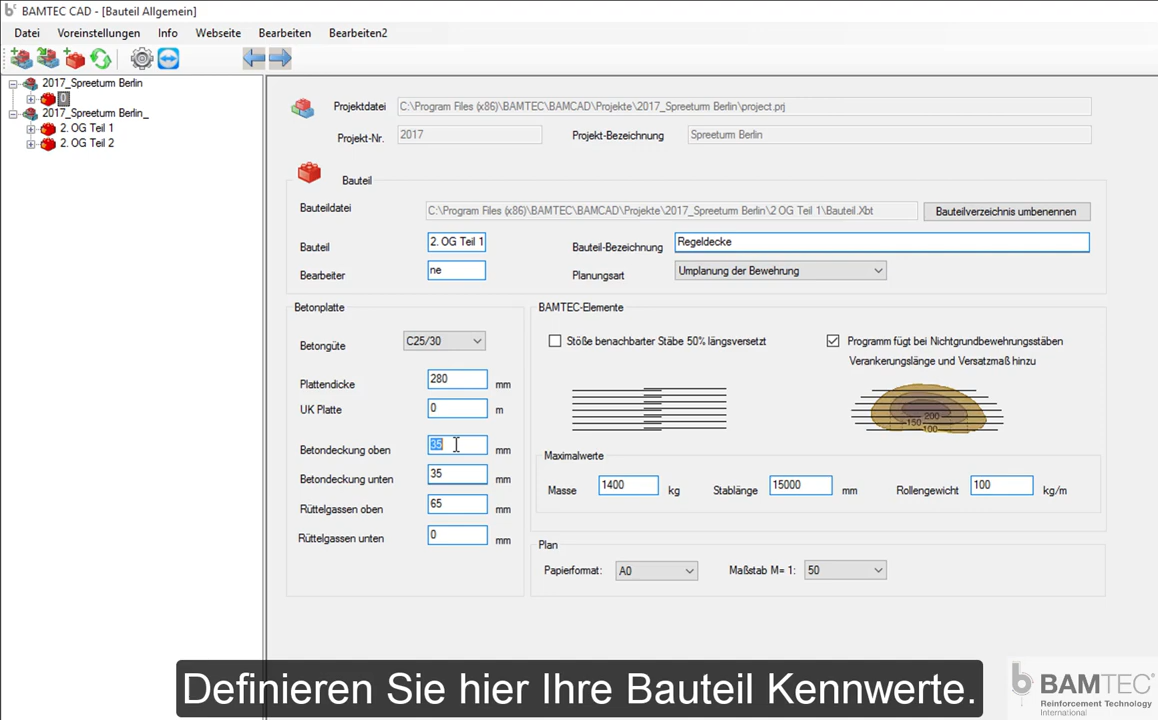 BAMTEC CAD - [Bauteil Allgemein]
Datei Voreinstellungen Info Webseite Bearbeiten Bearbeiten2
2017_Spreeturm Berlin
0
2017_Spreeturm Berlin_
2. OG Teil 1
2. OG Teil 2
Projektdatei C:\Program Files (x86)\BAMTEC\BAMCAD\Projekte\2017_Spreeturm Berlin\project.prj
Projekt-Nr. 2017 Projekt-Bezeichnung Spreeturm Berlin
Bauteil
Bauteildatei C:\Program Files (x86)\BAMTEC\BAMCAD\Projekte\2017_Spreeturm Berlin\2 OG Teil 1\Bauteil.Xbt Bauteilverzeichnis umbenennen
Bauteil 2. OG Teil 1 Bauteil-Bezeichnung Regeldecke
Bearbeiter ne Planungsart Umplanung der Bewehrung
Betonplatte
Betongüte C25/30
Plattendicke 280 mm
UK Platte 0 m
Betondeckung oben 35 mm
Betondeckung unten 35 mm
Rüttelgassen oben 65 mm
Rüttelgassen unten 0 mm
BAMTEC-Elemente
Stöße benachbarter Stäbe 50% längsversetzt
Programm fügt bei Nichtgrundbewehrungsstäben
Verankerungslänge und Versatzmaß hinzu
200
150
100
Maximalwerte
Masse 1400 kg Stablänge 15000 mm Rollengewicht 100 kg/m
Plan
Papierformat: A0 Maßstab M= 1: 50
Definieren Sie hier Ihre Bauteil Kennwerte.
BAMTEC
Reinforcement Technology
International